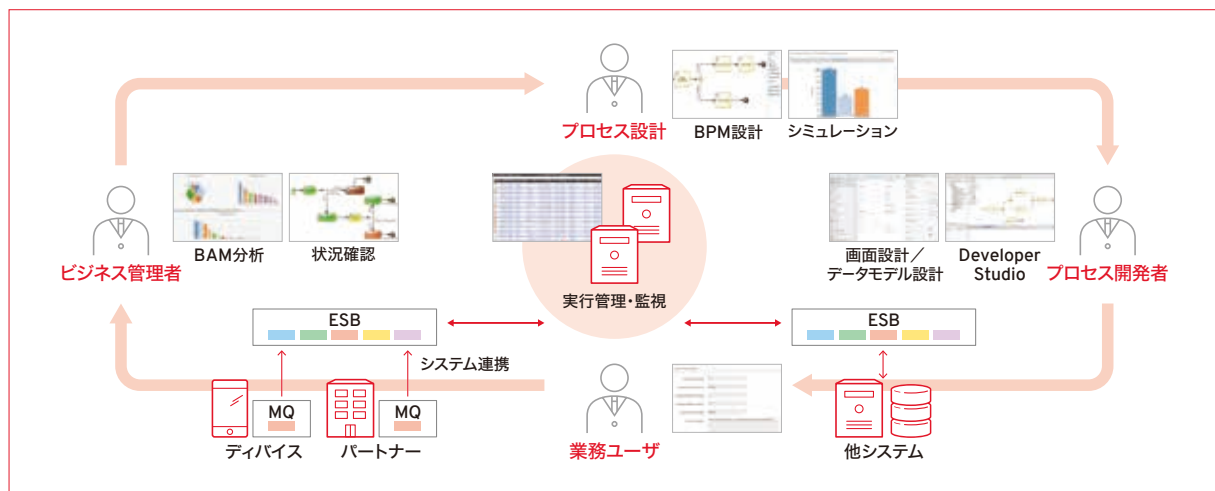 プロセス設計
BPM設計
シミュレーション
ビジネス管理者
BAM分析
状況確認
実行管理・監視
画面設計／
データモデル設計
Developer
Studio
プロセス開発者
ESB
ESB
システム連携
MQ
MQ
ディバイス
パートナー
業務ユーザ
他システム